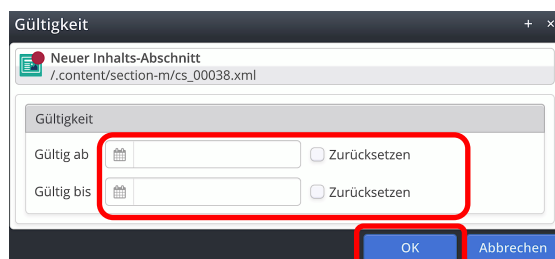 Gültigkeit + ×
Neuer Inhalts-Abschnitt
/.content/section-m/cs_00038.xml
Gültigkeit
Gültig ab Zurücksetzen
Gültig bis Zurücksetzen
OK Abbrechen